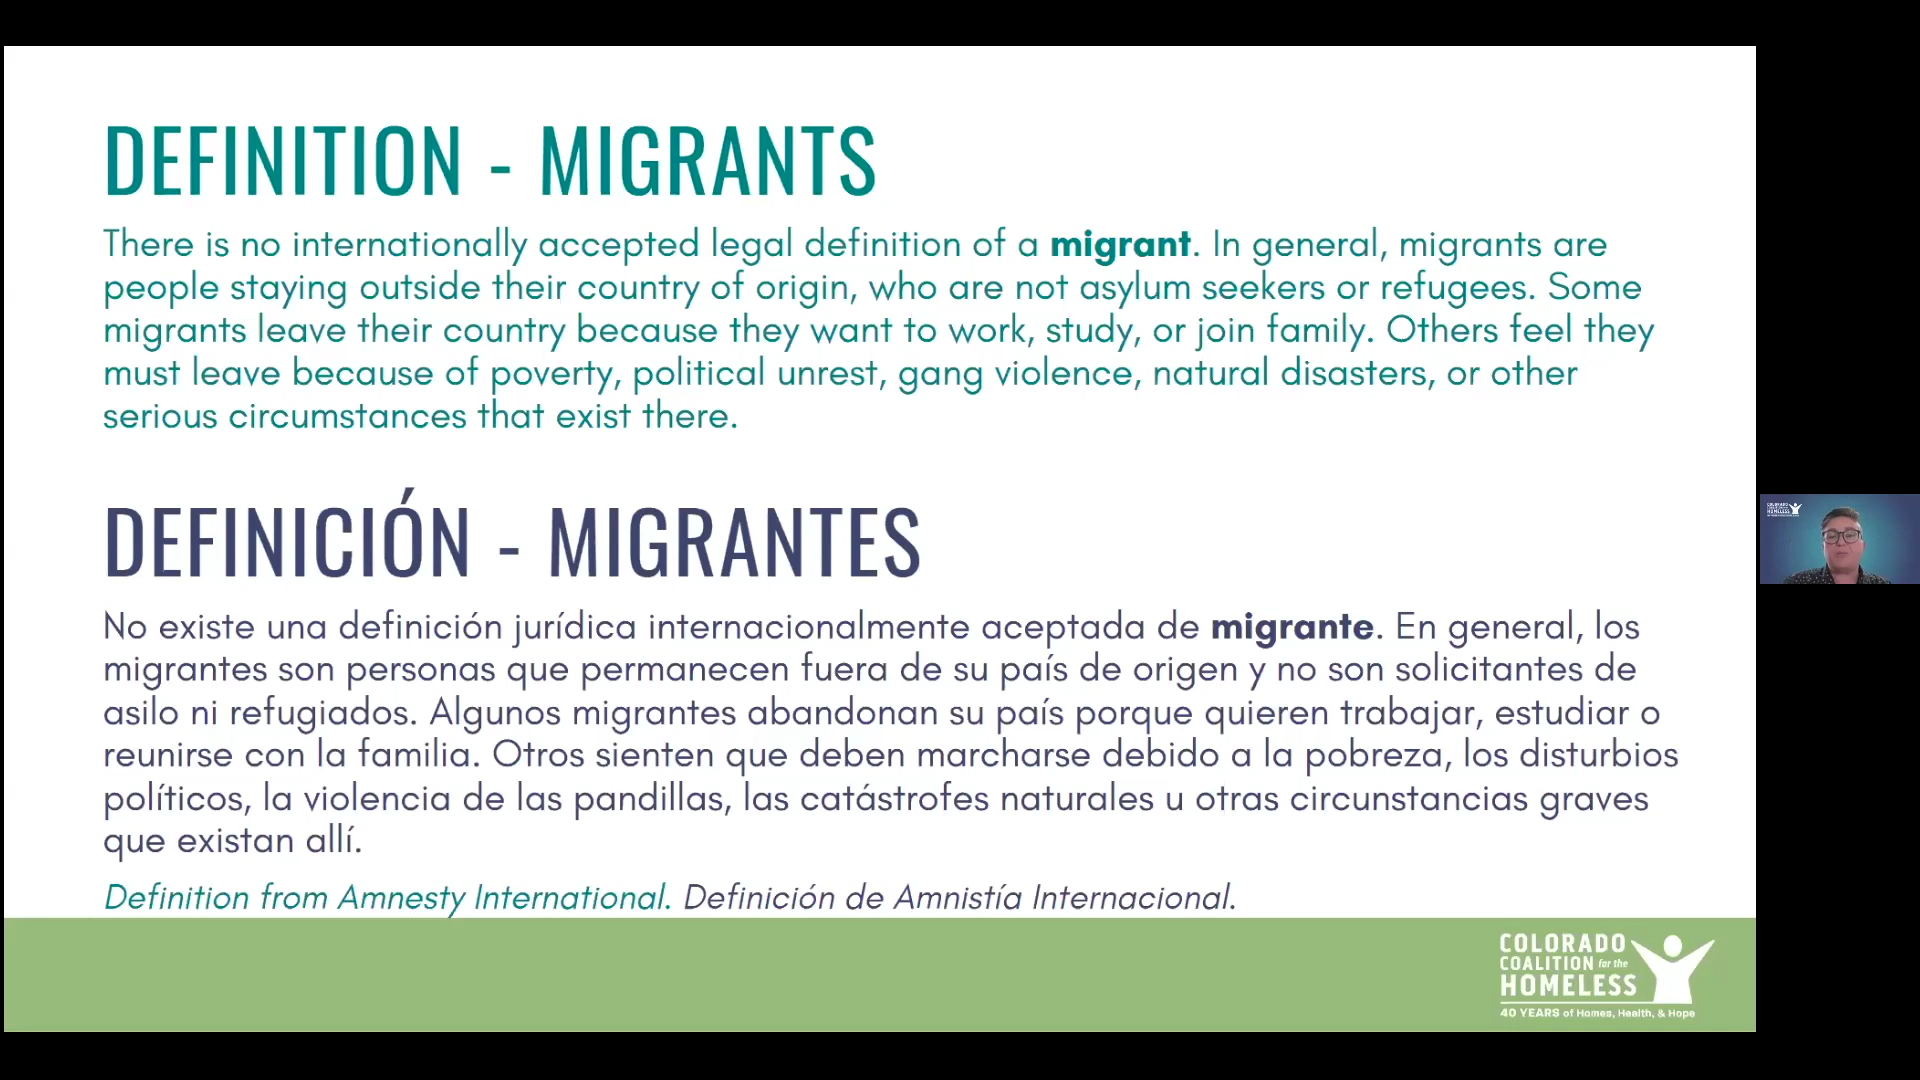 DEFINITION - MIGRANTS
There is no internationally accepted legal definition of a migrant. In general, migrants are
people staying outside their country of origin, who are not asylum seekers or refugees. Some
migrants leave their country because they want to work, study, or join family. Others feel they
must leave because of poverty, political unrest, gang violence, natural disasters, or other
serious circumstances that exist there.
DEFINICIÓN - MIGRANTES
No existe una definición jurídica internacionalmente aceptada de migrante. En general, los
migrantes son personas que permanecen fuera de su país de origen y no son solicitantes de
asilo ni refugiados. Algunos migrantes abandonan su país porque quieren trabajar, estudiar o
reunirse con la familia. Otros sienten que deben marcharse debido a la pobreza, los disturbios
políticos, la violencia de las pandillas, las catástrofes naturales u otras circunstancias graves
que existan allí.
Definition from Amnesty International. Definición de Amnistía Internacional.
COLORADO
COALITION for the
HOMELESS
40 YEARS of Homes, Health, & Hope
COLORADO
HOMELESS